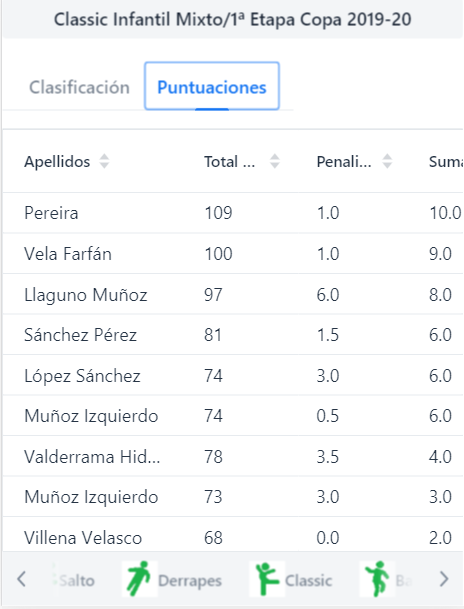 Classic Infantil Mixto/1ª Etapa Copa 2019-20
Clasificación Puntuaciones
Apellidos Total ... Penali... Suma
Pereira 109 1.0 10.0
Vela Farfán 100 1.0 9.0
Llaguno Muñoz 97 6.0 8.0
Sánchez Pérez 81 1.5 6.0
López Sánchez 74 3.0 6.0
Muñoz Izquierdo 74 0.5 6.0
Valderrama Hid... 78 3.5 4.0
Muñoz Izquierdo 73 3.0 3.0
Villena Velasco 68 0.0 2.0
Salto Derrapes Classic